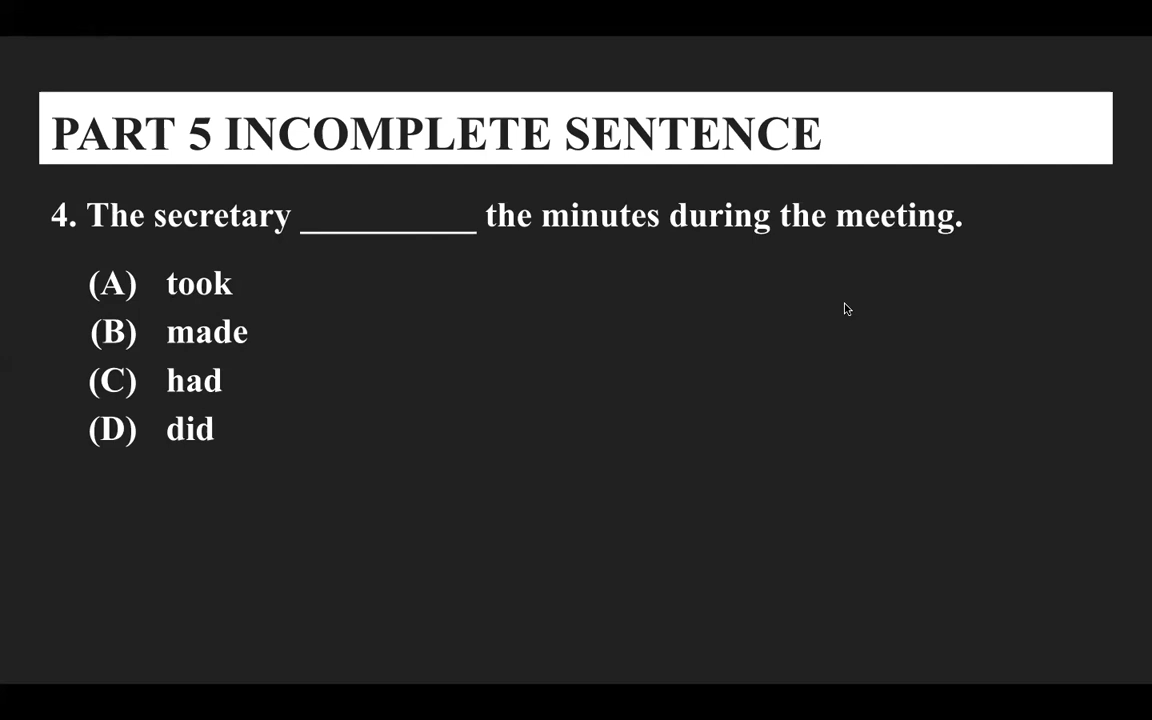 PART 5 INCOMPLETE SENTENCE
4. The secretary __________ the minutes during the meeting.
(A) took
(B) made
(C) had
(D) did